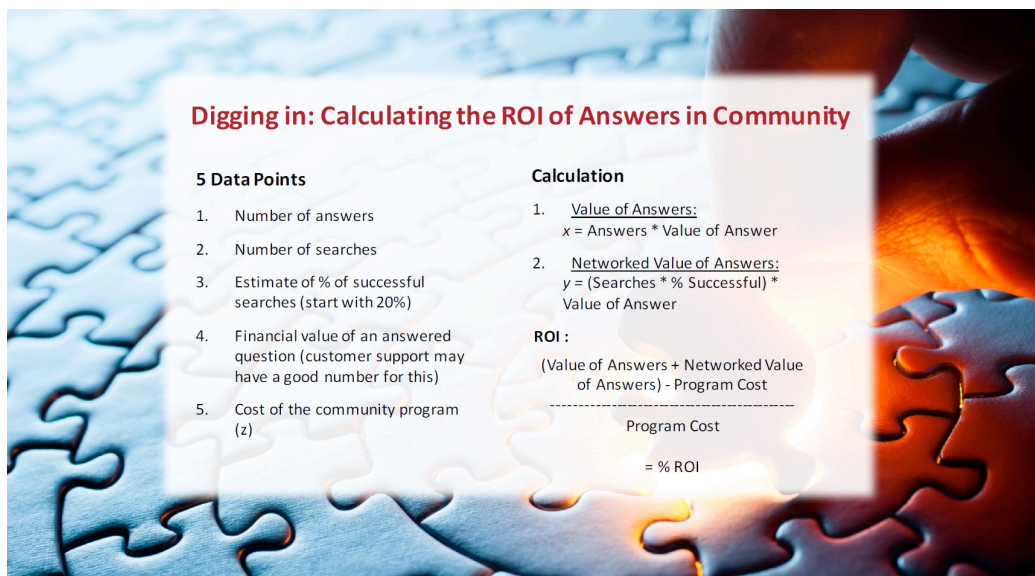 Digging in: Calculating the ROI of Answers in Community
5 Data Points
1. Number of answers
2. Number of searches
3. Estimate of % of successful
searches (start with 20%)
4. Financial value of an answered
question (customer support may
have a good number for this)
5. Cost of the community program
(z)
Calculation
1. Value of Answers:
x = Answers * Value of Answer
2. Networked Value of Answers:
y = (Searches * % Successful) *
Value of Answer
ROI :
(Value of Answers + Networked Value
of Answers) - Program Cost
----------------------------------------------
Program Cost
= % ROI